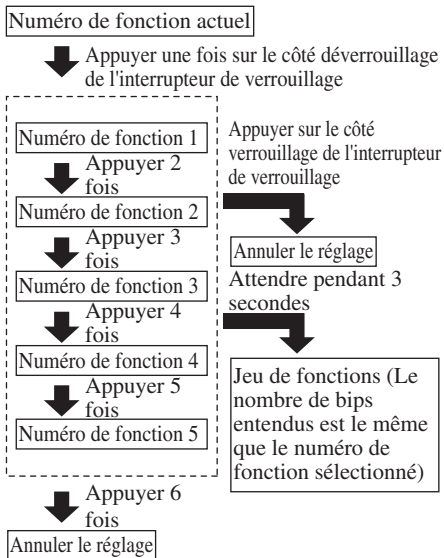 Numéro de fonction actuel
Appuyer une fois sur le côté déverrouillage
de l'interrupteur de verrouillage
Numéro de fonction 1
Appuyer 2
fois
Numéro de fonction 2
Appuyer 3
fois
Numéro de fonction 3
Appuyer 4
fois
Numéro de fonction 4
Appuyer 5
fois
Numéro de fonction 5
Appuyer sur le côté
verrouillage de l'interrupteur
de verrouillage
Annuler le réglage
Attendre pendant 3
secondes
Jeu de fonctions (Le
nombre de bips
entendus est le même
que le numéro de
fonction sélectionné)
Appuyer 6
fois
Annuler le réglage